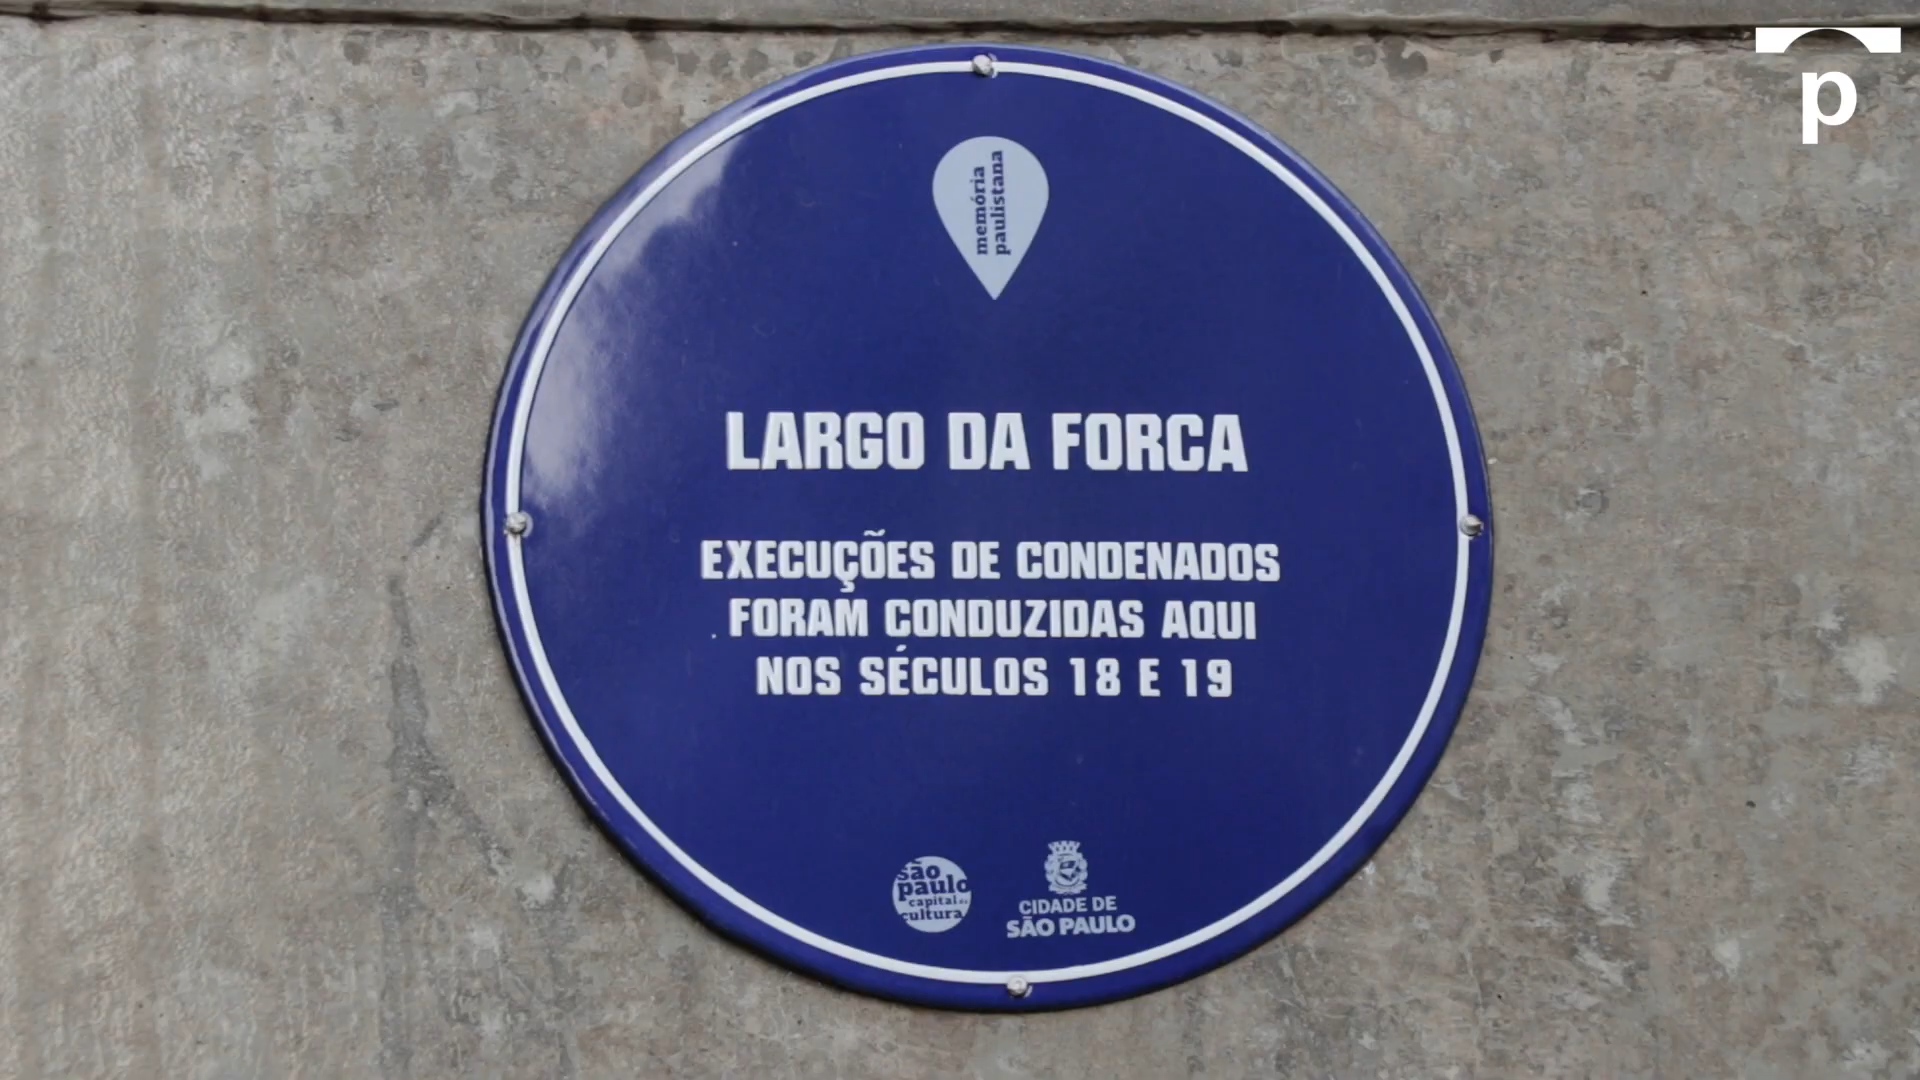 p
memória
paulistana
LARGO DA FORCA
EXECUÇÕES DE CONDENADOS
FORAM CONDUZIDAS AQUI
NOS SÉCULOS 18 E 19
são
paulo
capital da
cultura
CIDADE DE
SÃO PAULO